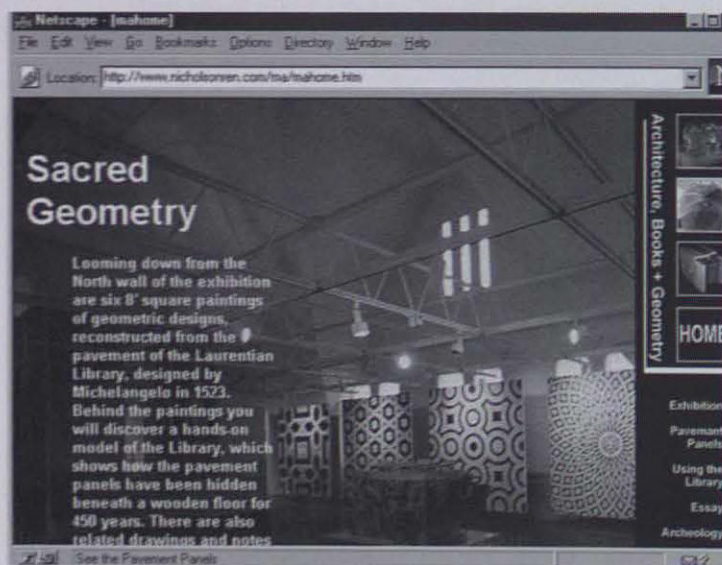 Netscape - [mahome]
File Edit View Go Bookmarks Options Directory Window Help
Location: http://www.nicholsonren.com/ma/mahome.htm
Sacred
Geometry
Looming down from the
North wall of the exhibition
are six 8' square paintings
of geometric designs,
reconstructed from the
pavement of the Laurentian
Library, designed by
Michelangelo in 1523.
Behind the paintings you
will discover a hands-on
model of the Library, which
shows how the pavement
panels have been hidden
beneath a wooden floor for
450 years. There are also
related drawings and notes
Architecture, Books + Geometry
HOME
Exhibition
Pavement
Panels
Using the
Library
Essay
Archeology
See the Pavement Panels